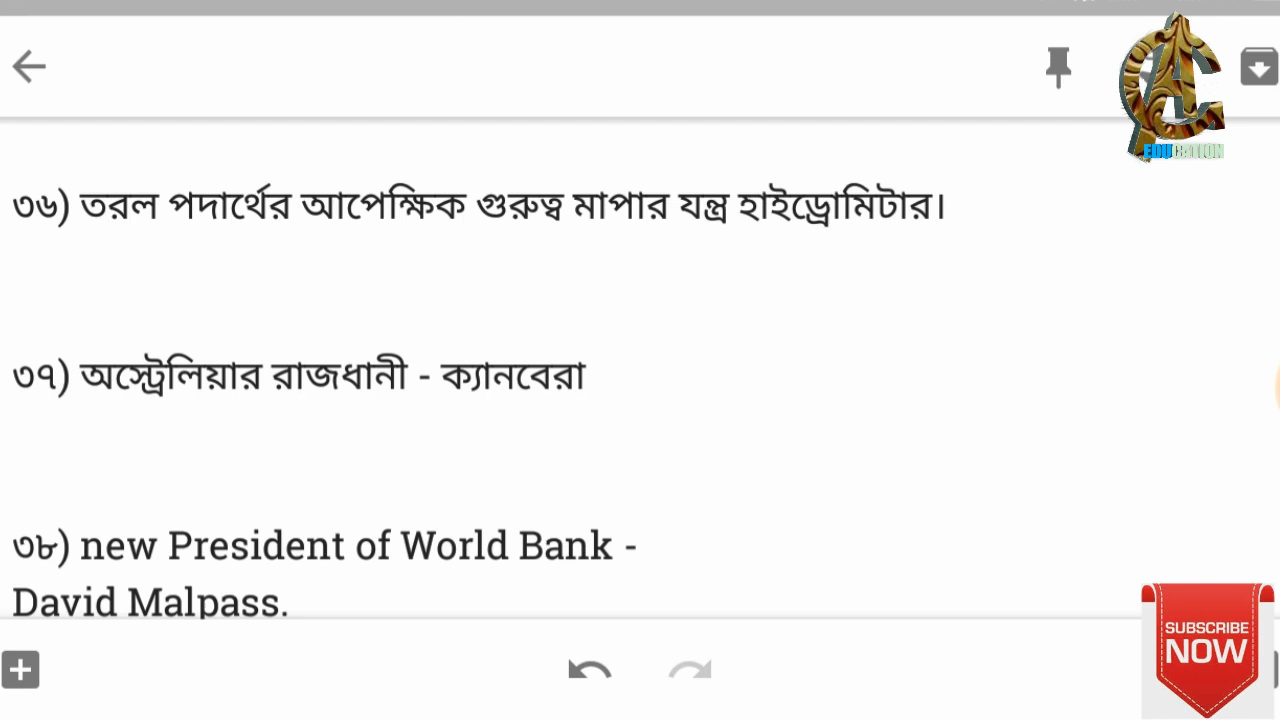 ৩৬) তরল পদার্থের আপেক্ষিক গুরুত্ব মাপার যন্ত্র হাইড্রোমিটার।
৩৭) অস্ট্রেলিয়ার রাজধানী - ক্যানবেরা
৩৮) new President of World Bank -
David Malpass.
EDUCATION
SUBSCRIBE
NOW